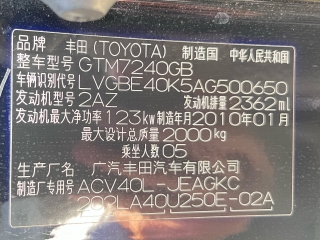 品牌 丰田(TOYOTA) 制造国 中华人民共和国
整车型号 GTM7240GB
车辆识别代号 LVGBE40K5AG500650
发动机型号 2AZ 发动机排量 2362ml
发动机最大净功率 123kw 制造年月 2010年01月
最大设计总质量 2000kg
乘坐人数 05
生产厂名 广汽丰田汽车有限公司
制造厂专用号 ACV40L-JEAGKC
202LA40U250E-02A